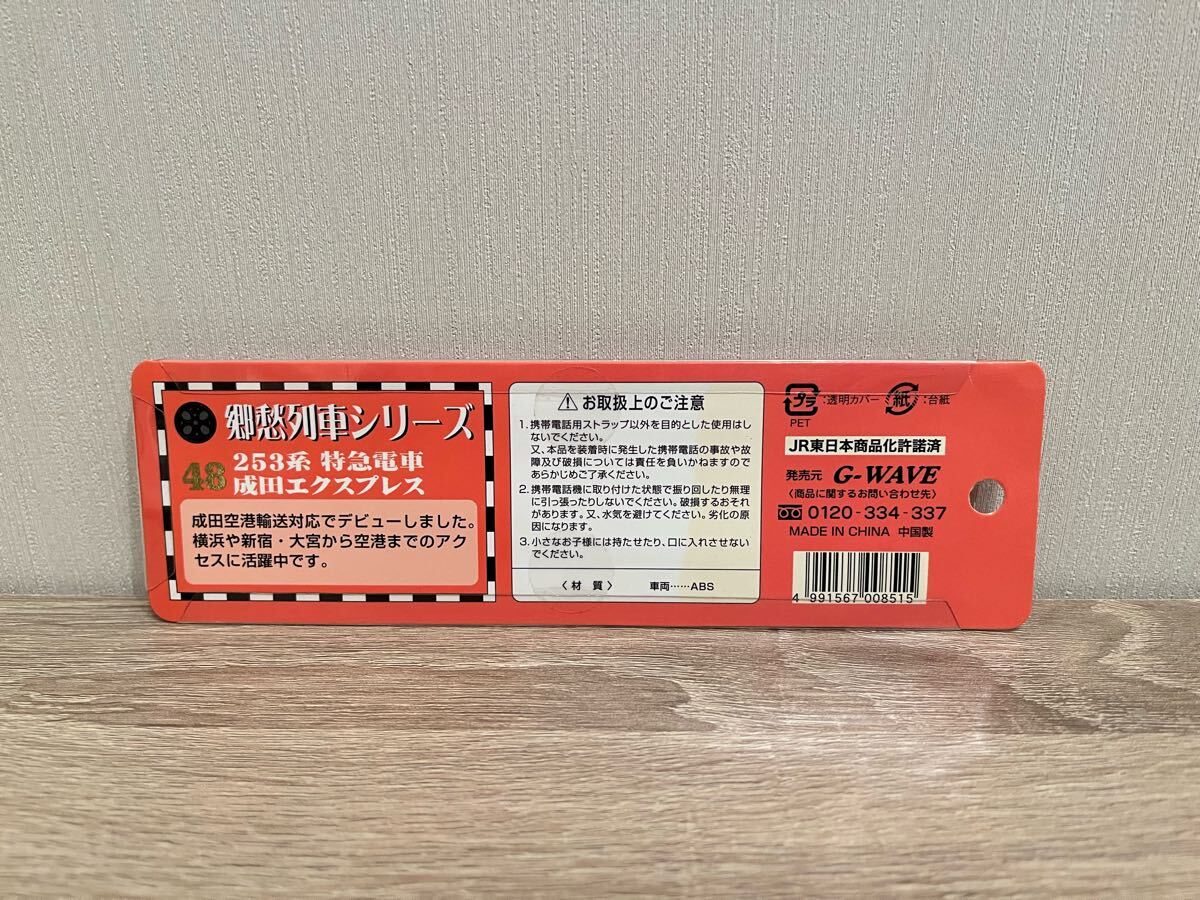 郷愁列車シリーズ
48 253系 特急電車
成田エクスプレス
成田空港輸送対応でデビューしました。
横浜や新宿・大宮から空港までのアク
セスに活躍中です。
⚠お取扱上のご注意
1.携帯電話用ストラップ以外を目的とした使用はし
ないでください。
又、本品を装着時に発生した携帯電話の事故や故
障及び破損については責任を負いかねますので
であらかじめご了承ください。
2.携帯電話機に取り付けた状態で振り回したり無理
に引っ張ったりしないでください。破損するおそれ
があります。又、水気を避けてください。劣化の原
因になります。
3.小さなお子様には持たせたり、口に入れさせない
でください。
〈材質〉 車両……ABS
プラ :透明カバー 紙 :台紙
PET
JR東日本商品化許諾済
発売元 G-WAVE
〈商品に関するお問い合わせ先〉
0120-334-337
MADE IN CHINA 中国製
4 991567 008515